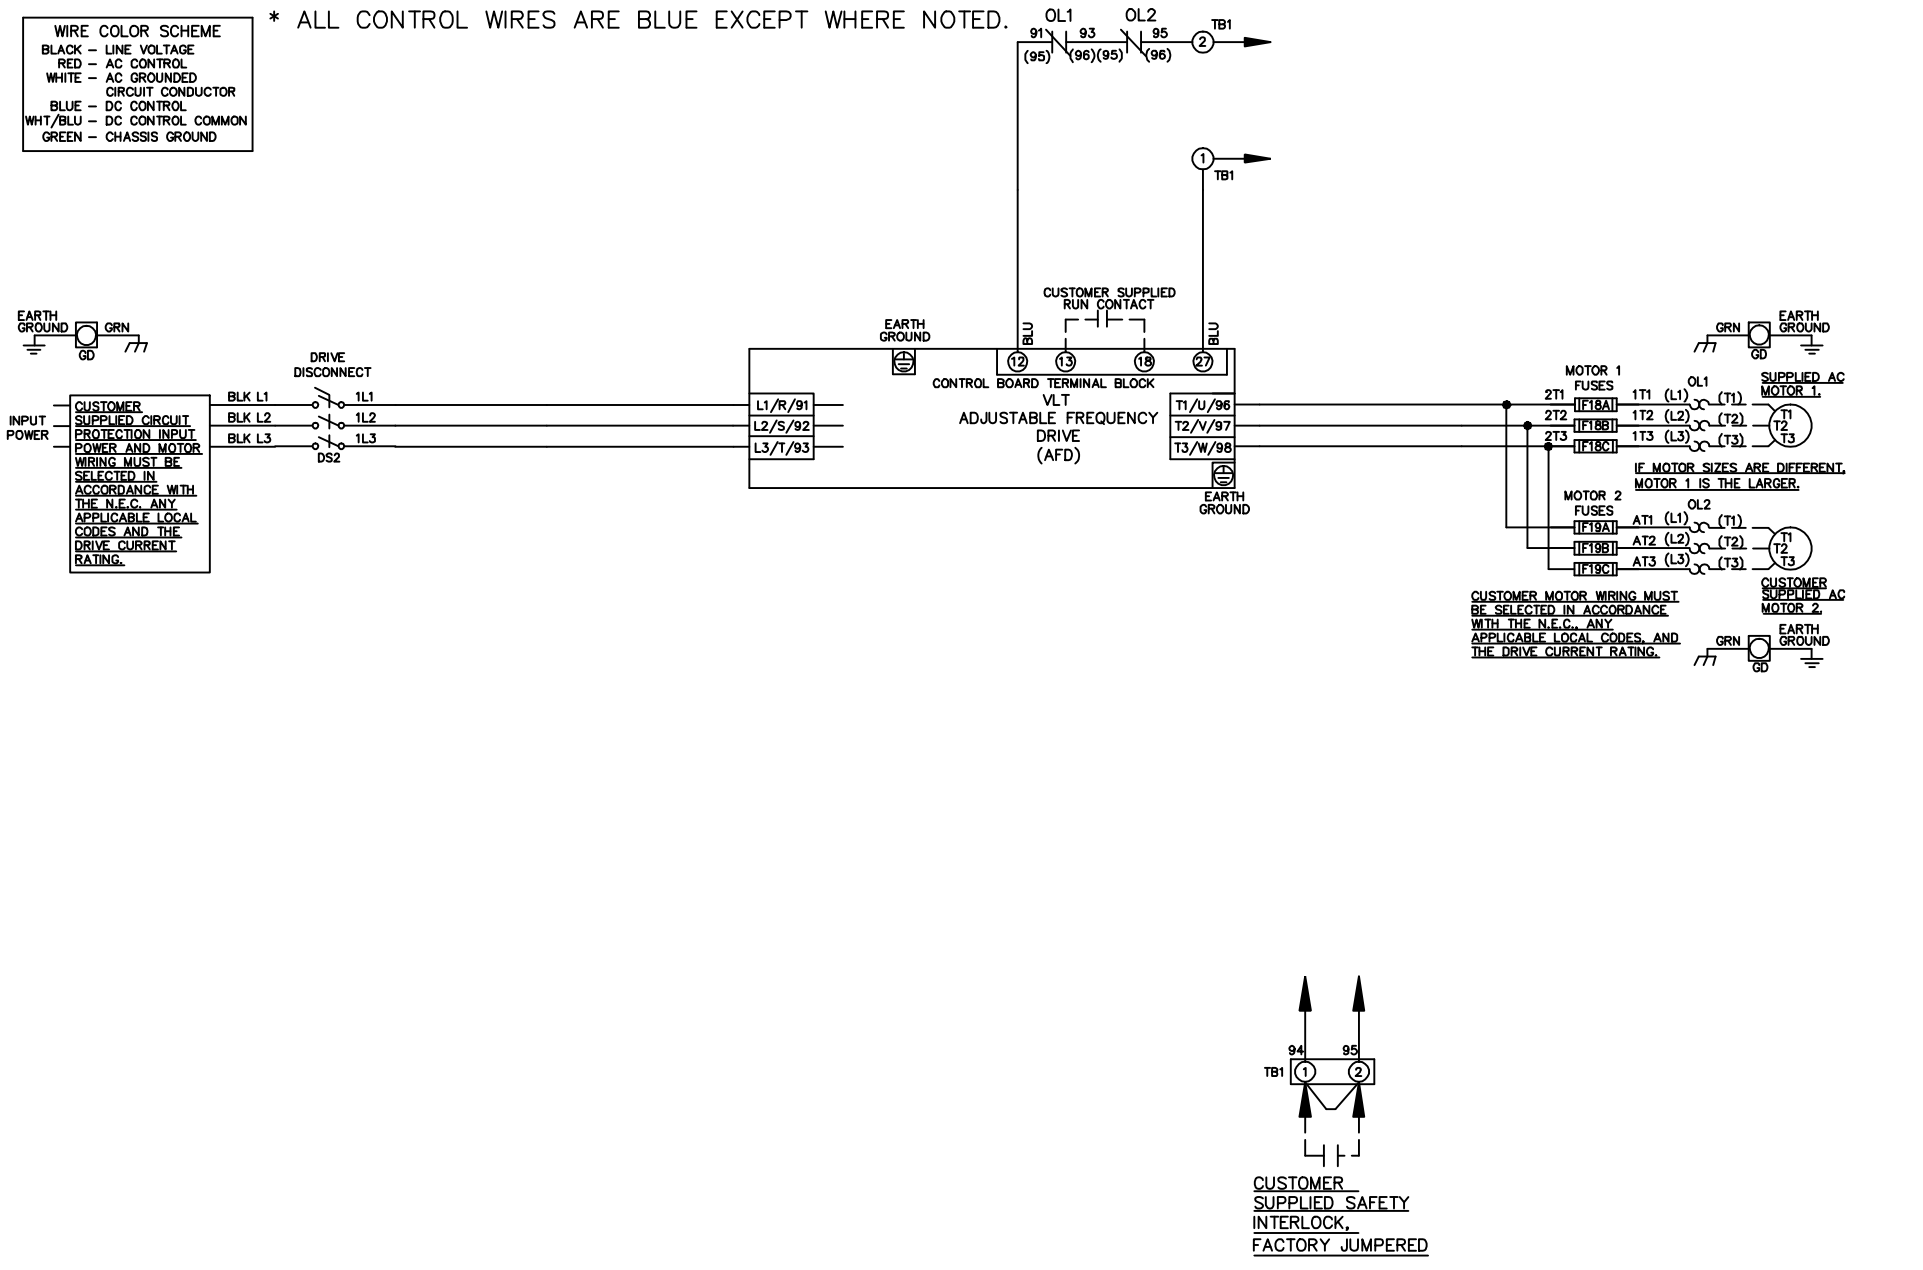 * ALL CONTROL WIRES ARE BLUE EXCEPT WHERE NOTED.
WIRE COLOR SCHEME
BLACK – LINE VOLTAGE
RED – AC CONTROL
WHITE – AC GROUNDED
CIRCUIT CONDUCTOR
BLUE – DC CONTROL
WHT/BLU – DC CONTROL COMMON
GREEN – CHASSIS GROUND
OL1 OL2
91 93 95 2 TB1
(95) (96) (95) (96)
1
TB1
EARTH
GROUND GRN
GD
CUSTOMER SUPPLIED
RUN CONTACT
EARTH
GROUND
BLU BLU
12 13 18 27
CONTROL BOARD TERMINAL BLOCK
VLT
ADJUSTABLE FREQUENCY
DRIVE
(AFD)
L1/R/91
L2/S/92
L3/T/93
T1/U/96
T2/V/97
T3/W/98
EARTH
GROUND
DRIVE
DISCONNECT
BLK L1 1L1
BLK L2 1L2
BLK L3 1L3
DS2
INPUT
POWER
CUSTOMER
SUPPLIED CIRCUIT
PROTECTION INPUT
POWER AND MOTOR
WIRING MUST BE
SELECTED IN
ACCORDANCE WITH
THE N.E.C. ANY
APPLICABLE LOCAL
CODES AND THE
DRIVE CURRENT
RATING.
EARTH
GRN GROUND
GD
MOTOR 1
FUSES
OL1
SUPPLIED AC
MOTOR 1.
2T1 F18A 1T1 (L1) (T1)
2T2 F18B 1T2 (L2) (T2)
2T3 F18C 1T3 (L3) (T3)
T1
T2
T3
IF MOTOR SIZES ARE DIFFERENT,
MOTOR 1 IS THE LARGER.
MOTOR 2
FUSES
OL2
F19A AT1 (L1) (T1)
F19B AT2 (L2) (T2)
F19C AT3 (L3) (T3)
T1
T2
T3
CUSTOMER
SUPPLIED AC
MOTOR 2.
CUSTOMER MOTOR WIRING MUST
BE SELECTED IN ACCORDANCE
WITH THE N.E.C., ANY
APPLICABLE LOCAL CODES, AND
THE DRIVE CURRENT RATING.
EARTH
GRN GROUND
GD
94 95
TB1 1 2
CUSTOMER
SUPPLIED SAFETY
INTERLOCK,
FACTORY JUMPERED